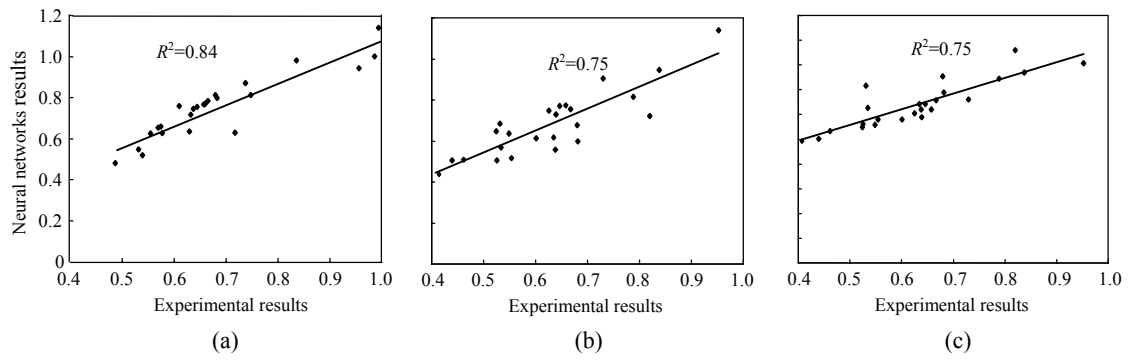 Neural networks results
1.2
1.0
0.8
0.6
0.4
0.2
0
R²=0.84
0.4 0.5 0.6 0.7 0.8 0.9 1.0
Experimental results
(a)
R²=0.75
0.4 0.5 0.6 0.7 0.8 0.9 1.0
Experimental results
(b)
R²=0.75
0.4 0.5 0.6 0.7 0.8 0.9 1.0
Experimental results
(c)